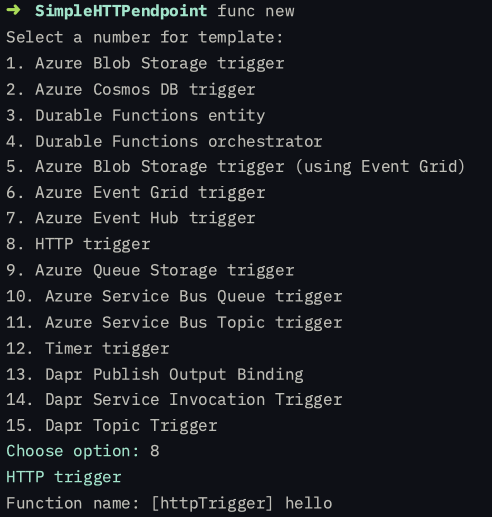 → SimpleHTTPendpoint func new
Select a number for template:
1. Azure Blob Storage trigger
2. Azure Cosmos DB trigger
3. Durable Functions entity
4. Durable Functions orchestrator
5. Azure Blob Storage trigger (using Event Grid)
6. Azure Event Grid trigger
7. Azure Event Hub trigger
8. HTTP trigger
9. Azure Queue Storage trigger
10. Azure Service Bus Queue trigger
11. Azure Service Bus Topic trigger
12. Timer trigger
13. Dapr Publish Output Binding
14. Dapr Service Invocation Trigger
15. Dapr Topic Trigger
Choose option: 8
HTTP trigger
Function name: [httpTrigger] hello